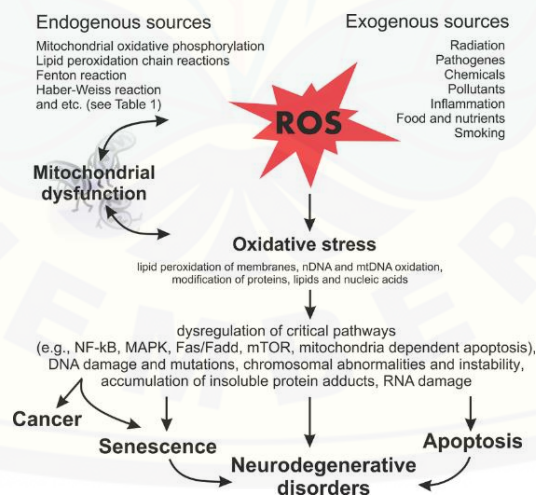 Endogenous sources
Mitochondrial oxidative phosphorylation
Lipid peroxidation chain reactions
Fenton reaction
Haber-Weiss reaction
and etc. (see Table 1)
Exogenous sources
Radiation
Pathogenes
Chemicals
Pollutants
Inflammation
Food and nutrients
Smoking
ROS
Mitochondrial
dysfunction
Oxidative stress
lipid peroxidation of membranes, nDNA and mtDNA oxidation,
modification of proteins, lipids and nucleic acids
dysregulation of critical pathways
(e.g., NF-kB, MAPK, Fas/Fadd, mTOR, mitochondria dependent apoptosis),
DNA damage and mutations, chromosomal abnormalities and instability,
accumulation of insoluble protein adducts, RNA damage
Cancer
Senescence
Apoptosis
Neurodegenerative
disorders